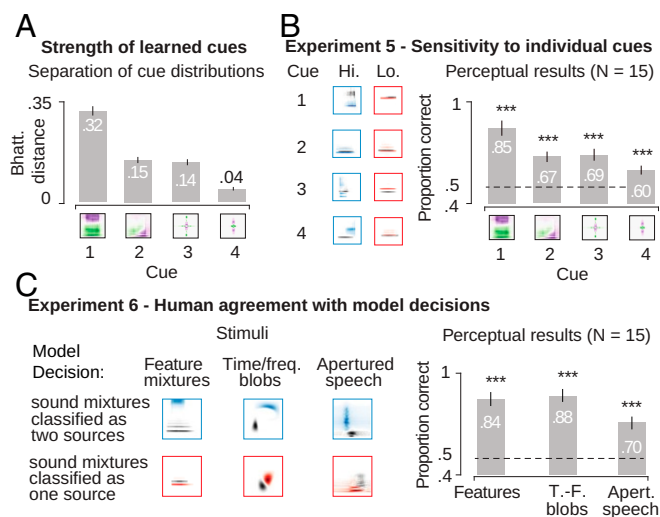 A
Strength of learned cues
Separation of cue distributions
.35
0
Bhatt.
distance
.32
.15
.14
.04
1 2 3 4
Cue
B
Experiment 5 - Sensitivity to individual cues
Cue Hi. Lo.
1
2
3
4
Perceptual results (N = 15)
Proportion correct
1
.5
.4
*** *** *** ***
.85
.67
.69
.60
1 2 3 4
Cue
C
Experiment 6 - Human agreement with model decisions
Stimuli
Model
Decision:
Feature
mixtures
Time/freq.
blobs
Apertured
speech
sound mixtures
classified as
two sources
sound mixtures
classified as
one source
Perceptual results (N = 15)
Proportion correct
1
.5
.4
*** *** ***
.84
.88
.70
Features
T.-F.
blobs
Apert.
speech